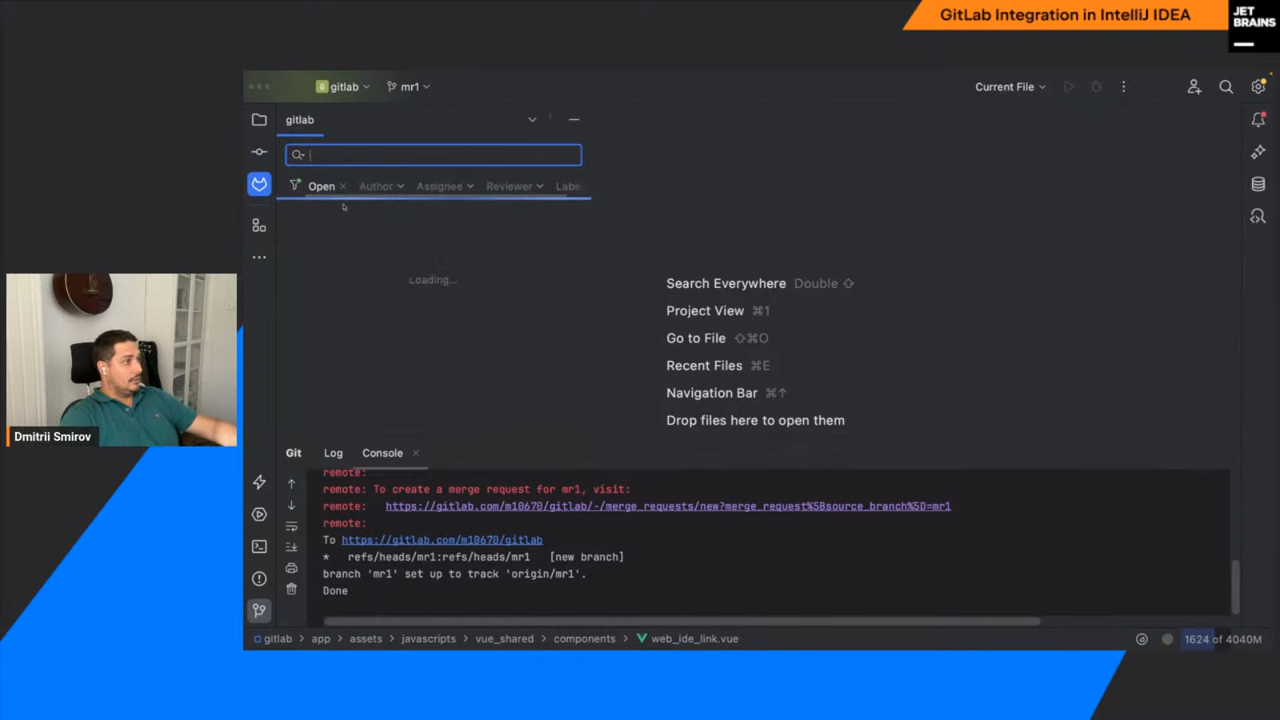 GitLab Integration in IntelliJ IDEA
JET
BRAINS
gitlab
mr1
Current File
gitlab
Open
Author
Assignee
Reviewer
Labe
Loading...
Search Everywhere Double ⇧
Project View ⌘1
Go to File ⇧⌘O
Recent Files ⌘E
Navigation Bar ⌘↑
Drop files here to open them
Dmitrii Smirov
Git
Log
Console
remote:
remote: To create a merge request for mr1, visit:
remote: https://gitlab.com/m10670/gitlab/-/merge_requests/new?merge_request%5Bsource_branch%5D=mr1
remote:
To https://gitlab.com/m10670/gitlab
* refs/heads/mr1:refs/heads/mr1 [new branch]
branch 'mr1' set up to track 'origin/mr1'.
Done
gitlab > app > assets > javascripts > vue_shared > components > web_ide_link.vue
1624 of 4040M